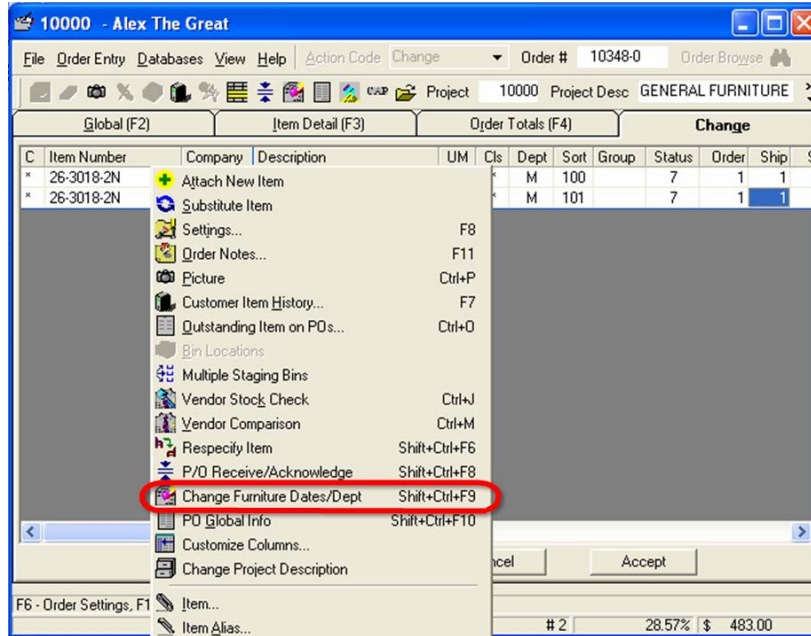 10000 - Alex The Great
File Order Entry Databases View Help Action Code Change Order # 10348-0 Order Browse
CAP Project 10000 Project Desc GENERAL FURNITURE
Global (F2) Item Detail (F3) Order Totals (F4) Change
C Item Number Company Description UM Cls Dept Sort Group Status Order Ship
* 26-3018-2N M 100 7 1 1
* 26-3018-2N M 101 7 1 1
Attach New Item
Substitute Item
Settings... F8
Order Notes... F11
Picture Ctrl+P
Customer Item History... F7
Outstanding Item on POs... Ctrl+O
Bin Locations
Multiple Staging Bins
Vendor Stock Check Ctrl+J
Vendor Comparison Ctrl+M
Respecify Item Shift+Ctrl+F6
P/O Receive/Acknowledge Shift+Ctrl+F8
Change Furniture Dates/Dept Shift+Ctrl+F9
PO Global Info Shift+Ctrl+F10
Customize Columns...
Change Project Description
ncel Accept
Item...
F6 - Order Settings, F1
Item Alias...
# 2 28.57% $ 483.00